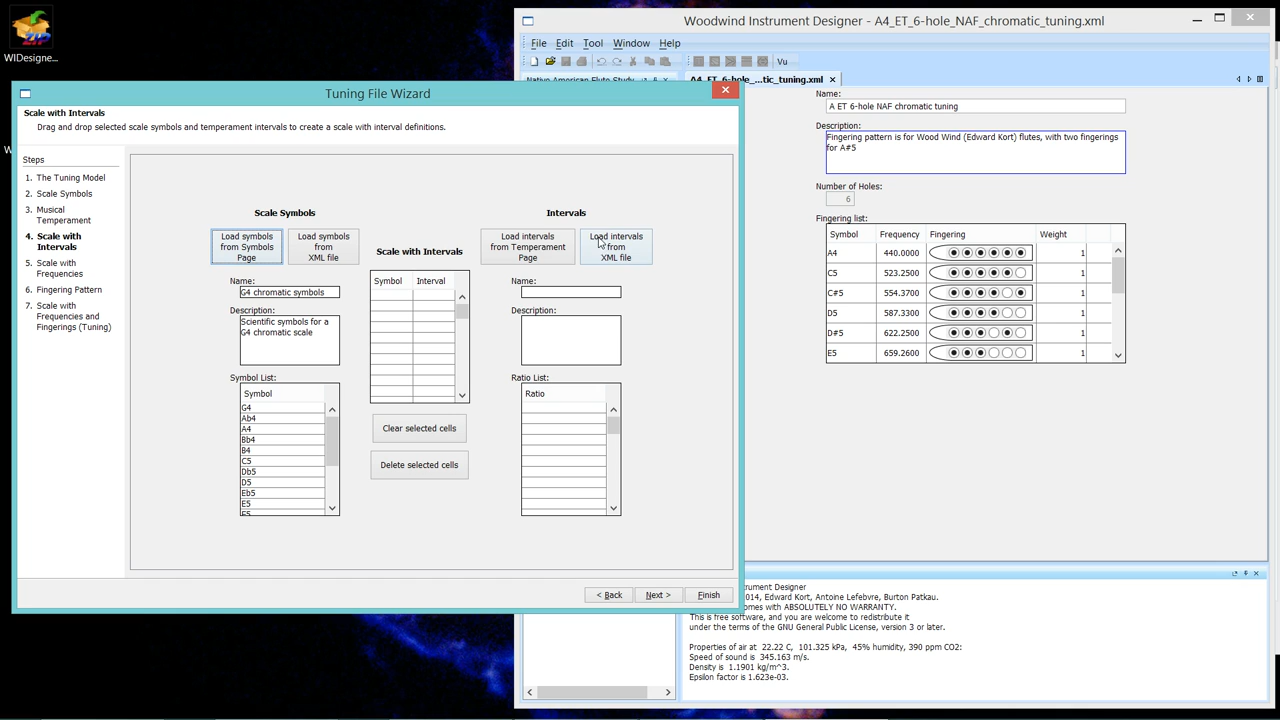 ZIP
WIDesigne...
Woodwind Instrument Designer - A4_ET_6-hole_NAF_chromatic_tuning.xml
File Edit Tool Window Help
Vu
Native American Flute Study
A4_ET_6-hole_...tic_tuning.xml
Name:
A ET 6-hole NAF chromatic tuning
Description:
Fingering pattern is for Wood Wind (Edward Kort) flutes, with two fingerings
for A#5
Number of Holes:
6
Fingering list:
Symbol Frequency Fingering Weight
A4 440.0000 1
C5 523.2500 1
C#5 554.3700 1
D5 587.3300 1
D#5 622.2500 1
E5 659.2600 1
Tuning File Wizard
Scale with Intervals
Drag and drop selected scale symbols and temperament intervals to create a scale with interval definitions.
Steps
1. The Tuning Model
2. Scale Symbols
3. Musical
Temperament
4. Scale with
Intervals
5. Scale with
Frequencies
6. Fingering Pattern
7. Scale with
Frequencies and
Fingerings (Tuning)
Scale Symbols
Load symbols
from Symbols
Page
Load symbols
from
XML file
Name:
G4 chromatic symbols
Description:
Scientific symbols for a
G4 chromatic scale
Symbol List:
Symbol
G4
Ab4
A4
Bb4
B4
C5
Db5
D5
Eb5
E5
Scale with Intervals
Symbol Interval
Clear selected cells
Delete selected cells
Intervals
Load intervals
from Temperament
Page
Load intervals
from
XML file
Name:
Description:
Ratio List:
Ratio
< Back Next > Finish
strument Designer
014, Edward Kort, Antoine Lefebvre, Burton Patkau.
omes with ABSOLUTELY NO WARRANTY.
This is free software, and you are welcome to redistribute it
under the terms of the GNU General Public License, version 3 or later.
Properties of air at 22.22 C, 101.325 kPa, 45% humidity, 390 ppm CO2:
Speed of sound is 345.163 m/s.
Density is 1.1901 kg/m^3.
Epsilon factor is 1.623e-03.